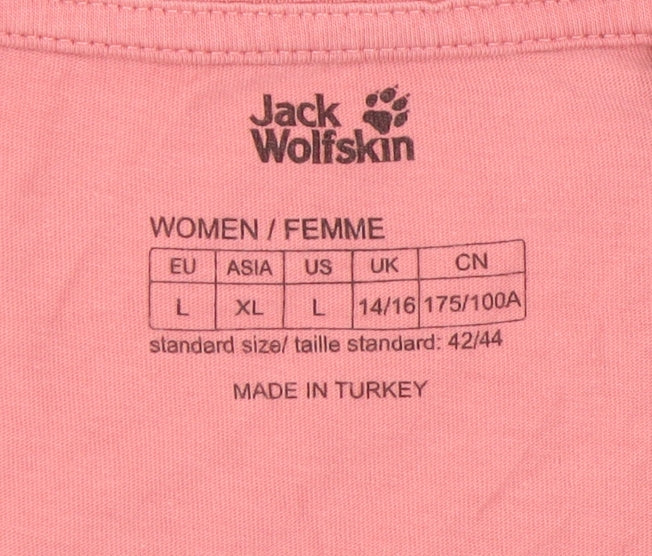 Jack
Wolfskin
WOMEN / FEMME
EU ASIA US UK CN
L XL L 14/16 175/100A
standard size/ taille standard: 42/44
MADE IN TURKEY